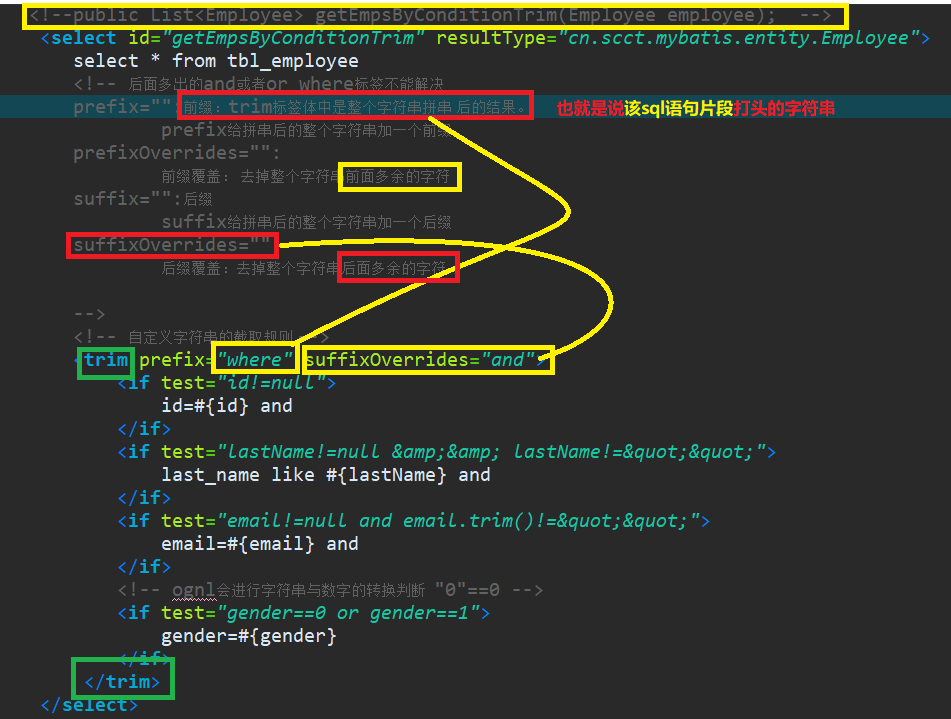 <!--public List<Employee> getEmpsByConditionTrim(Employee employee); -->
<select id="getEmpsByConditionTrim" resultType="cn.scct.mybatis.entity.Employee">
select * from tbl_employee
<!-- 后面多出的and或者or where标签不能解决
prefix="":前缀：trim标签体中是整个字符串拼串 后的结果。 也就是说该sql语句片段打头的字符串
prefix给拼串后的整个字符串加一个前缀
prefixOverrides="":
前缀覆盖：去掉整个字符串前面多余的字符
suffix="":后缀
suffix给拼串后的整个字符串加一个后缀
suffixOverrides=""
后缀覆盖：去掉整个字符串后面多余的字符
-->
<!-- 自定义字符串的截取规则 -->
<trim prefix="where" suffixOverrides="and">
<if test="id!=null">
id=#{id} and
</if>
<if test="lastName!=null &amp;&amp; lastName!=&quot;&quot;">
last_name like #{lastName} and
</if>
<if test="email!=null and email.trim()!=&quot;&quot;">
email=#{email} and
</if>
<!-- ognl会进行字符串与数字的转换判断 "0"==0 -->
<if test="gender==0 or gender==1">
gender=#{gender}
</if>
</trim>
</select>